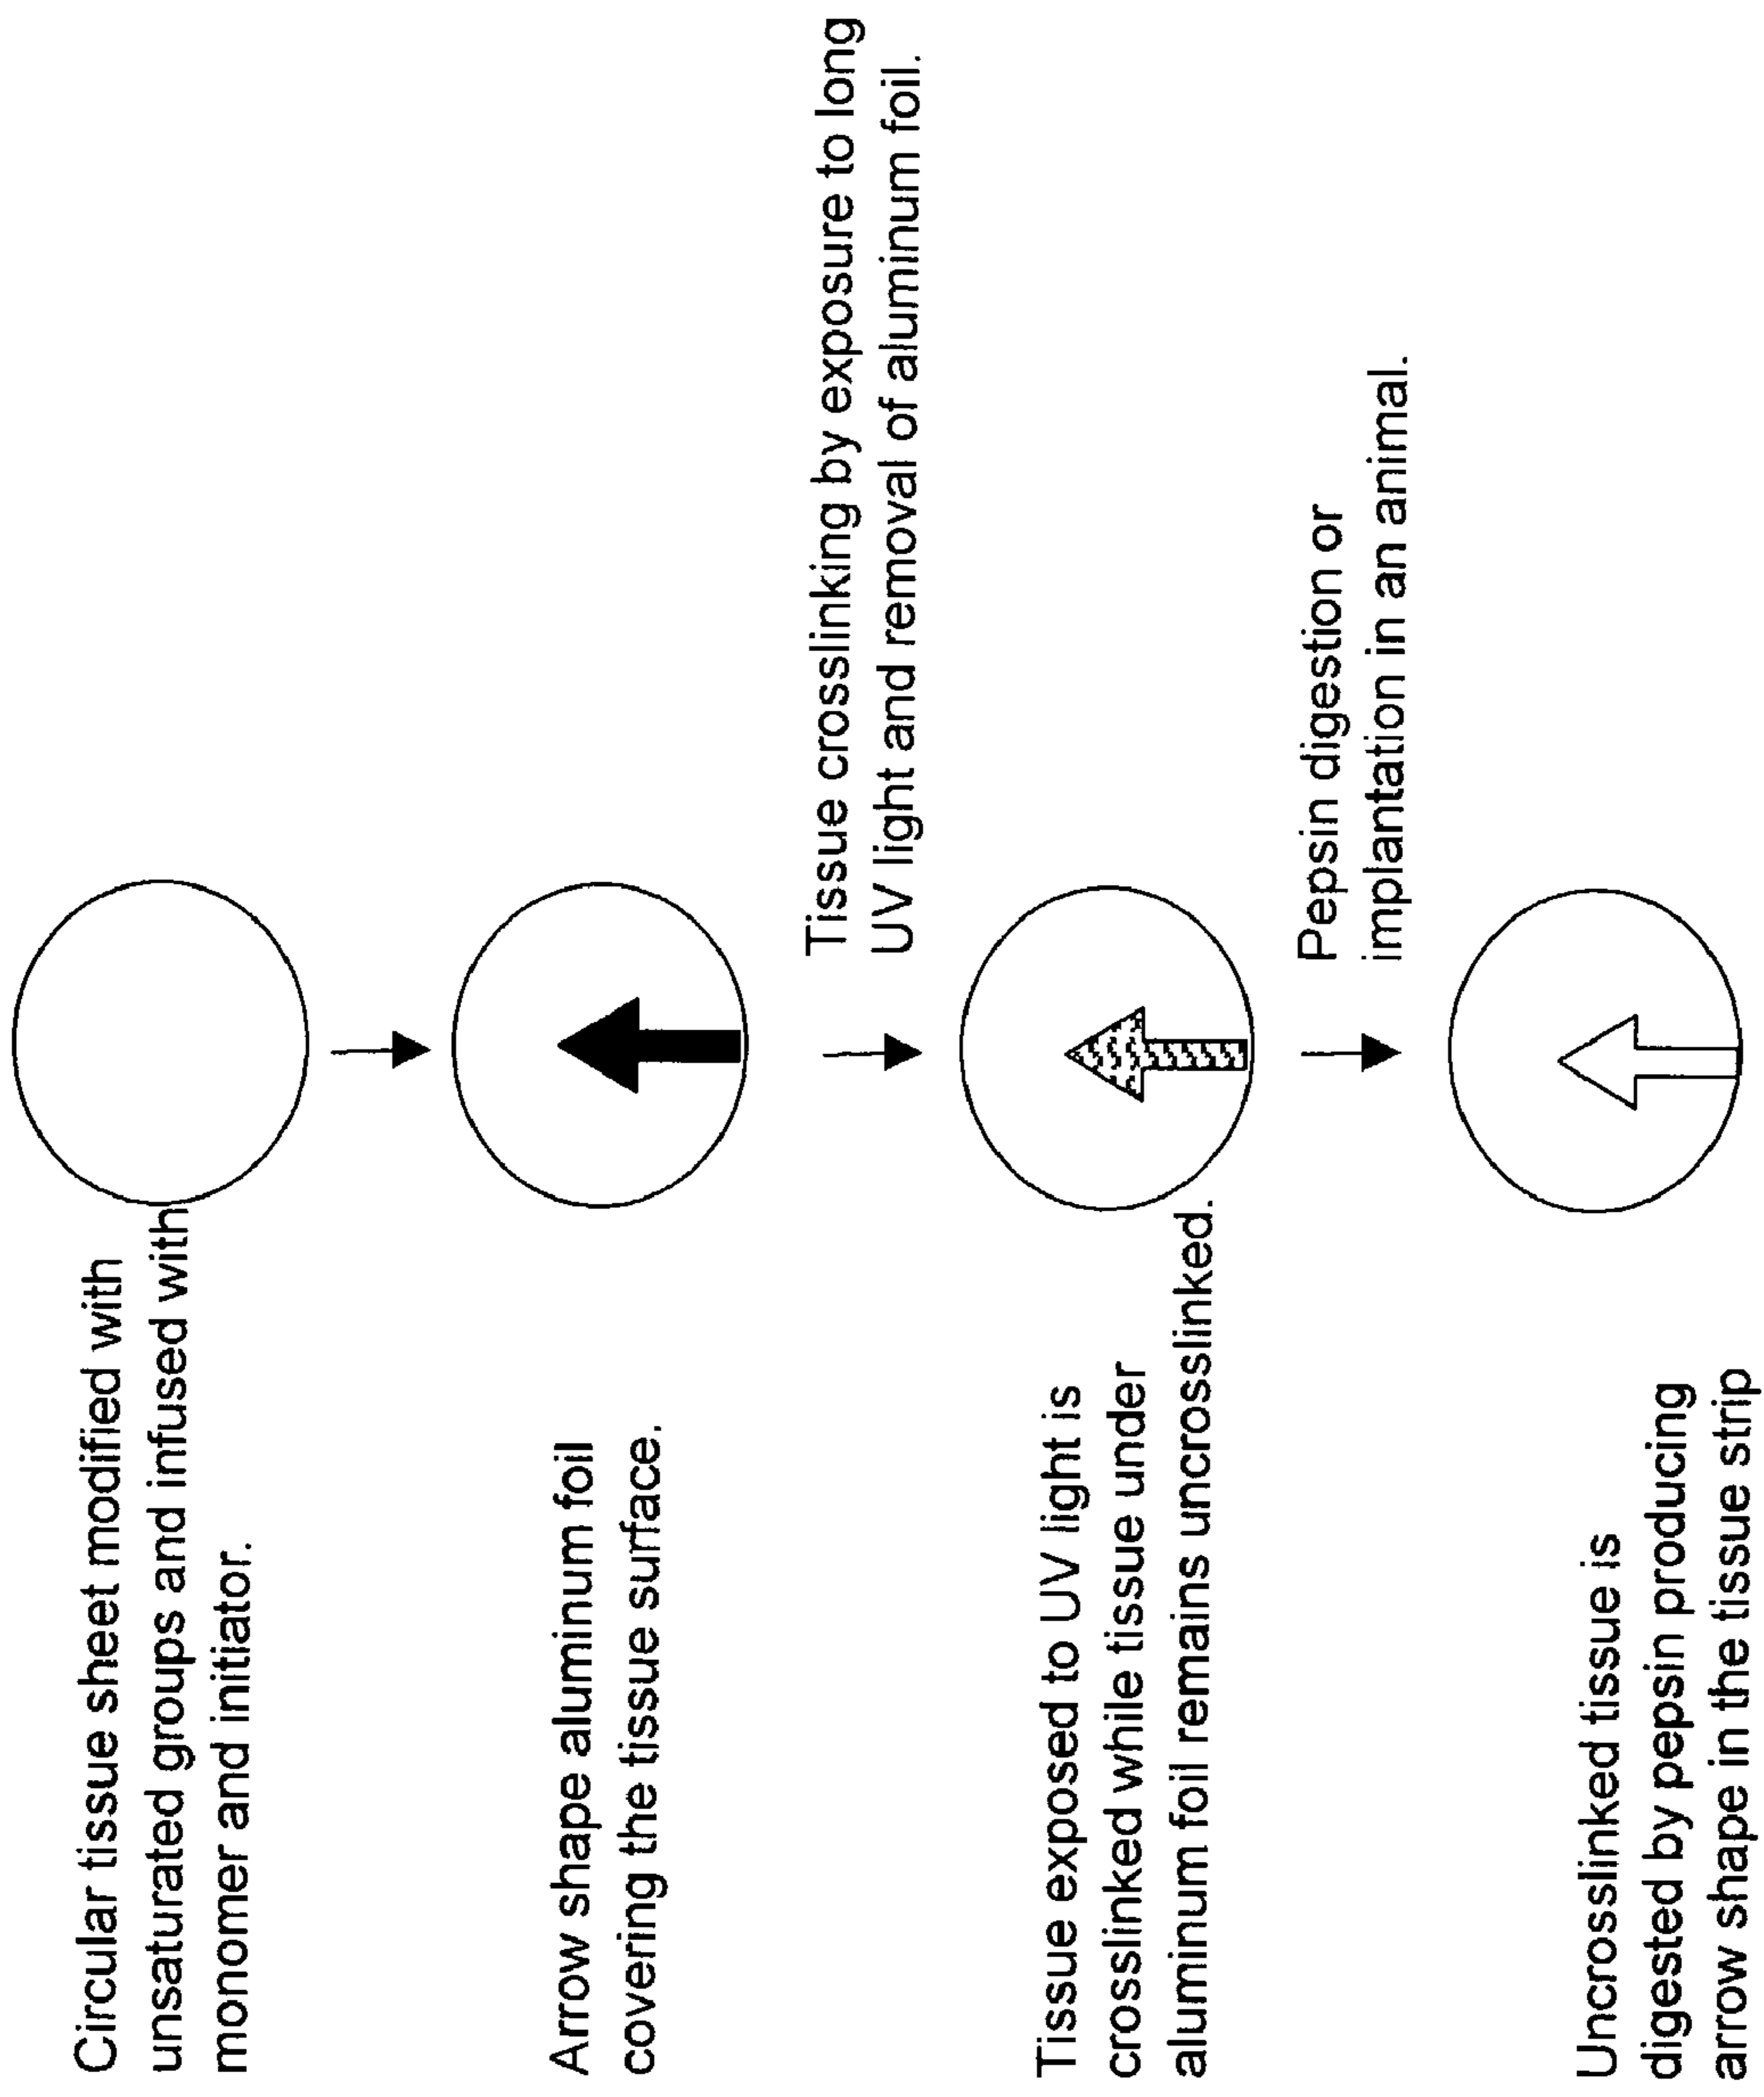 Circular tissue sheet modified with
unsaturated groups and infused with
monomer and initiator.
Arrow shape aluminum foil
covering the tissue surface.
Tissue crosslinking by exposure to long
UV light and removal of aluminum foil.
Tissue exposed to UV light is
crosslinked while tissue under
aluminum foil remains uncrosslinked.
Pepsin digestion or
implantation in an animal.
Uncrosslinked tissue is
digested by pepsin producing
arrow shape in the tissue strip